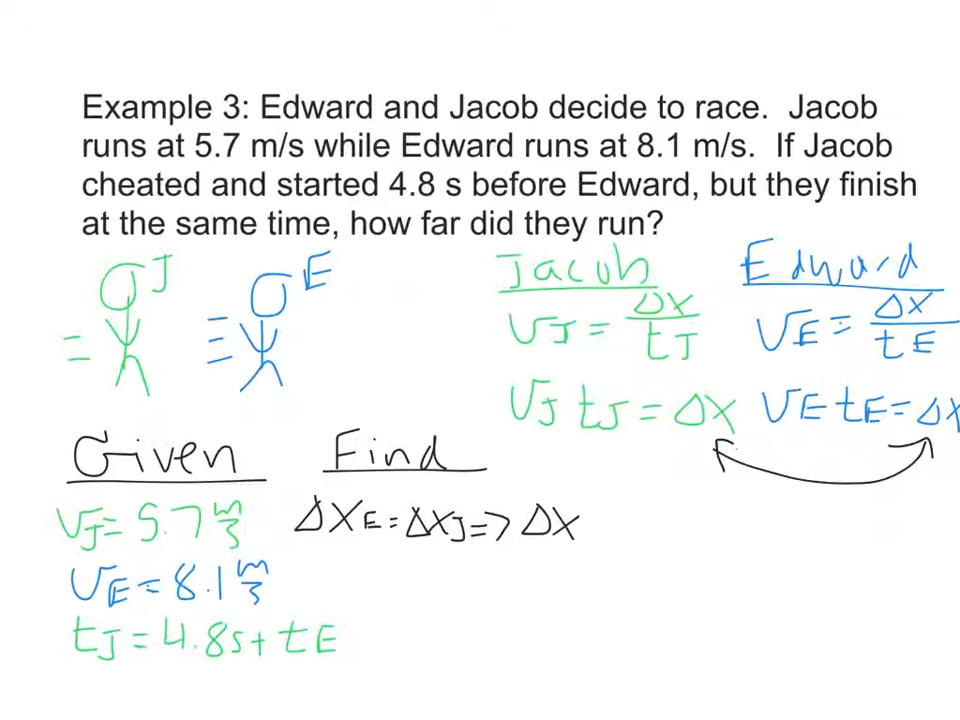 Example 3: Edward and Jacob decide to race. Jacob
runs at 5.7 m/s while Edward runs at 8.1 m/s. If Jacob
cheated and started 4.8 s before Edward, but they finish
at the same time, how far did they run?
J
E
Jacob
VJ = ΔX/tJ
VJ tJ = ΔX
Edward
VE = ΔX/tE
VE tE = ΔX
Given
VJ = 5.7 m/s
VE = 8.1 m/s
tJ = 4.8s + tE
Find
ΔXE = ΔXJ => ΔX